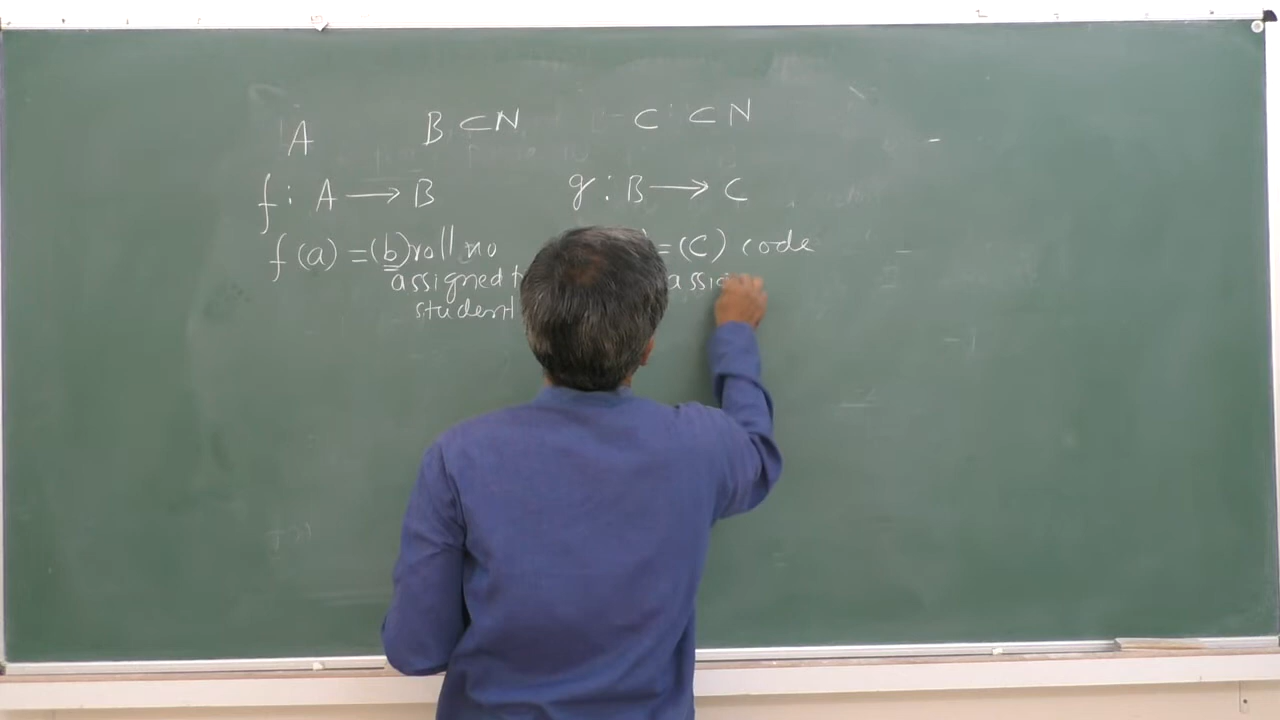 A B ⊂ N C ⊂ N
f : A → B g : B → C
f (a) = (b) roll no = (C) code
assigned
student